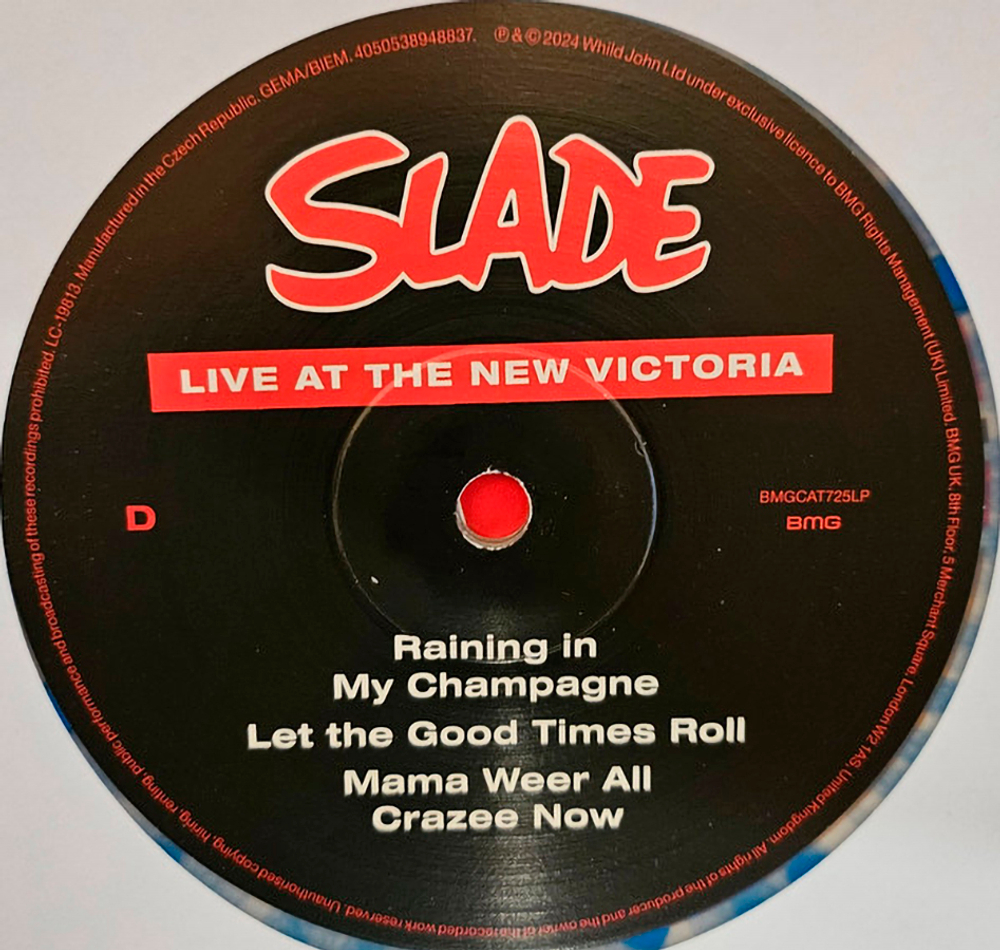 SLADE
LIVE AT THE NEW VICTORIA
D
BMGCAT725LP
BMG
Raining in
My Champagne
Let the Good Times Roll
Mama Weer All
Crazee Now
℗ & © 2024 Whild John Ltd under exclusive licence to BMG Rights Management (UK) Limited. BMG UK, 8th Floor, 5 Merchant Square, London W2 1AS, United Kingdom. All rights of the producer and the owner of the recorded work reserved. Unauthorised copying, hiring, renting, public performance and broadcasting of these recordings prohibited. LC-19813. Manufactured in the Czech Republic. GEMA/BIEM. 4050538948837.